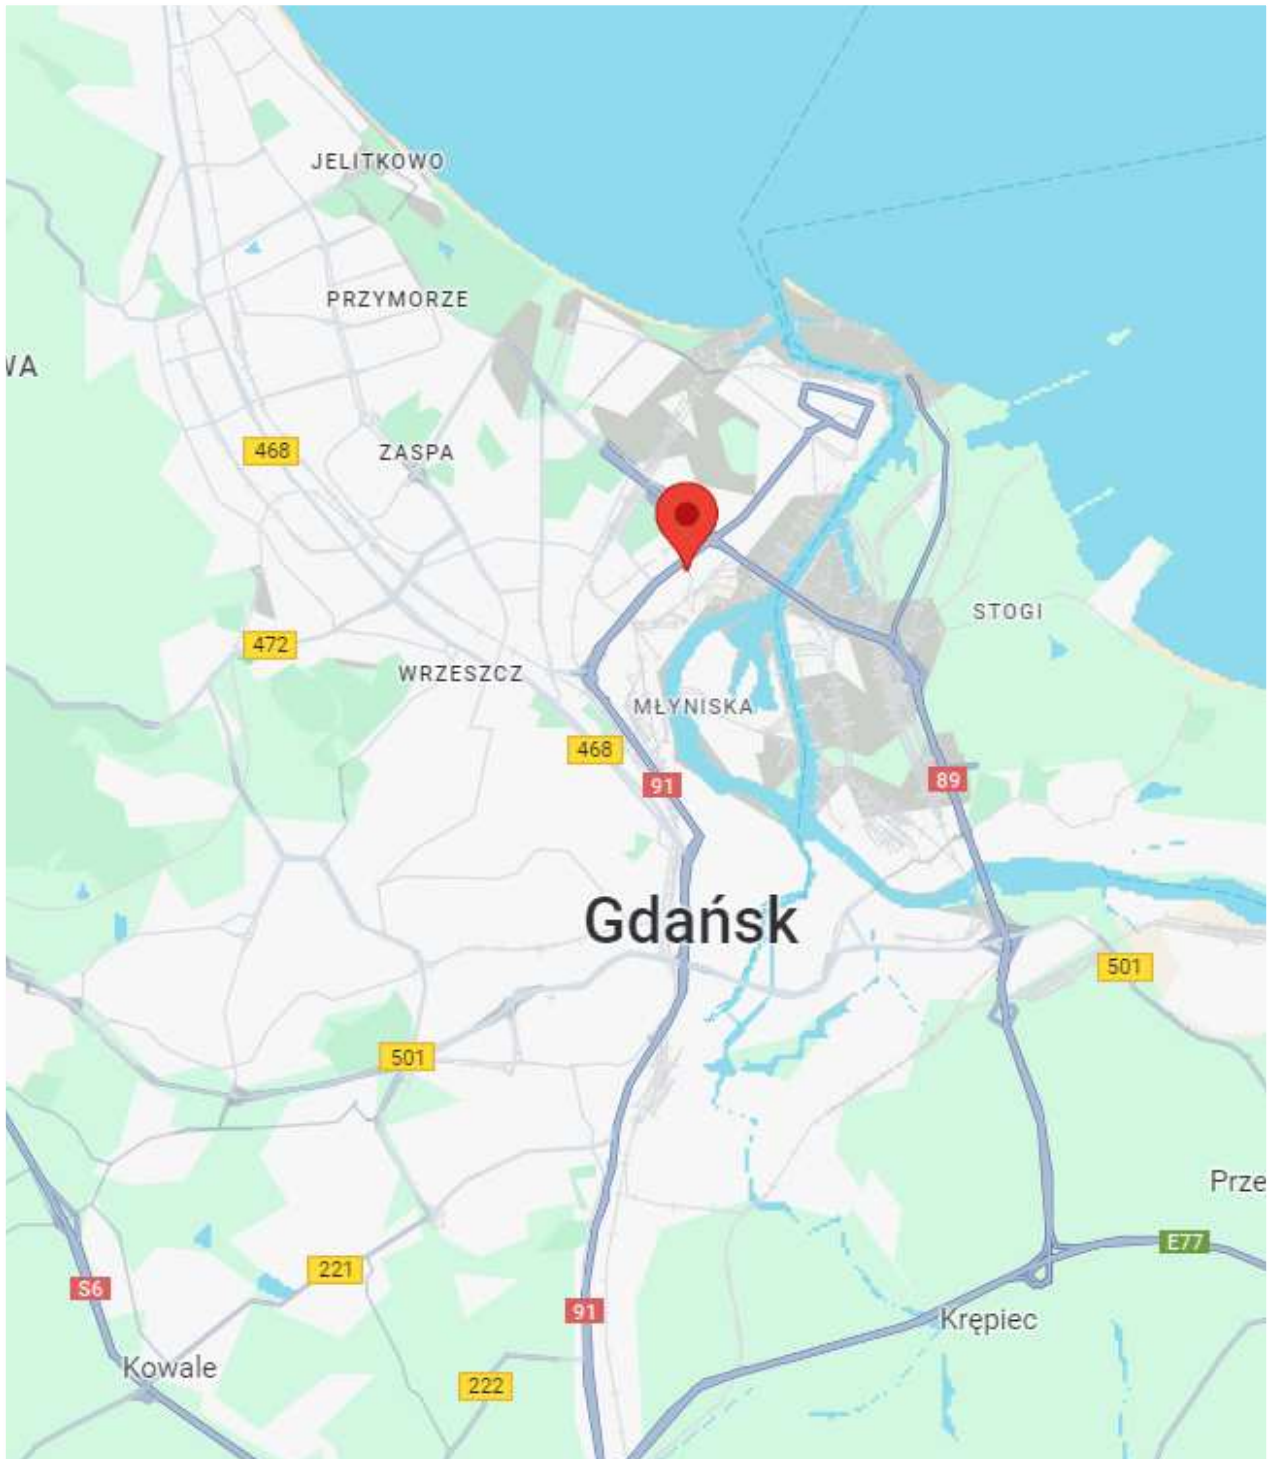 JELITKOWO
PRZYMORZE
WA
468
ZASPA
STOGI
472
WRZESZCZ
MŁYNISKA
468
91
89
Gdańsk
501
501
Prze
E77
221
S6
91
Krępiec
Kowale
222